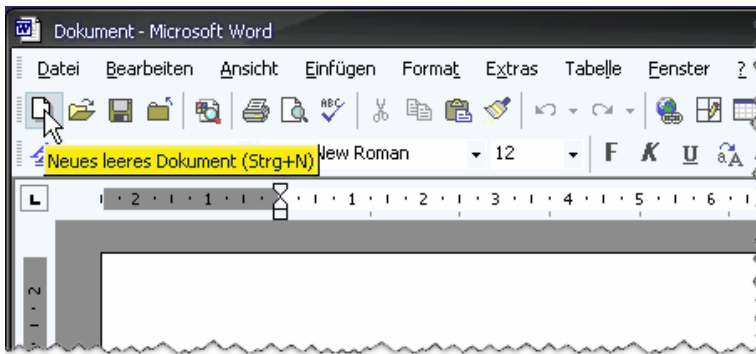 Dokument - Microsoft Word
Datei Bearbeiten Ansicht Einfügen Format Extras Tabelle Fenster ?
ABC
Neues leeres Dokument (Strg+N) New Roman 12 F K U
L 2 1 1 2 3 4 5 6
2